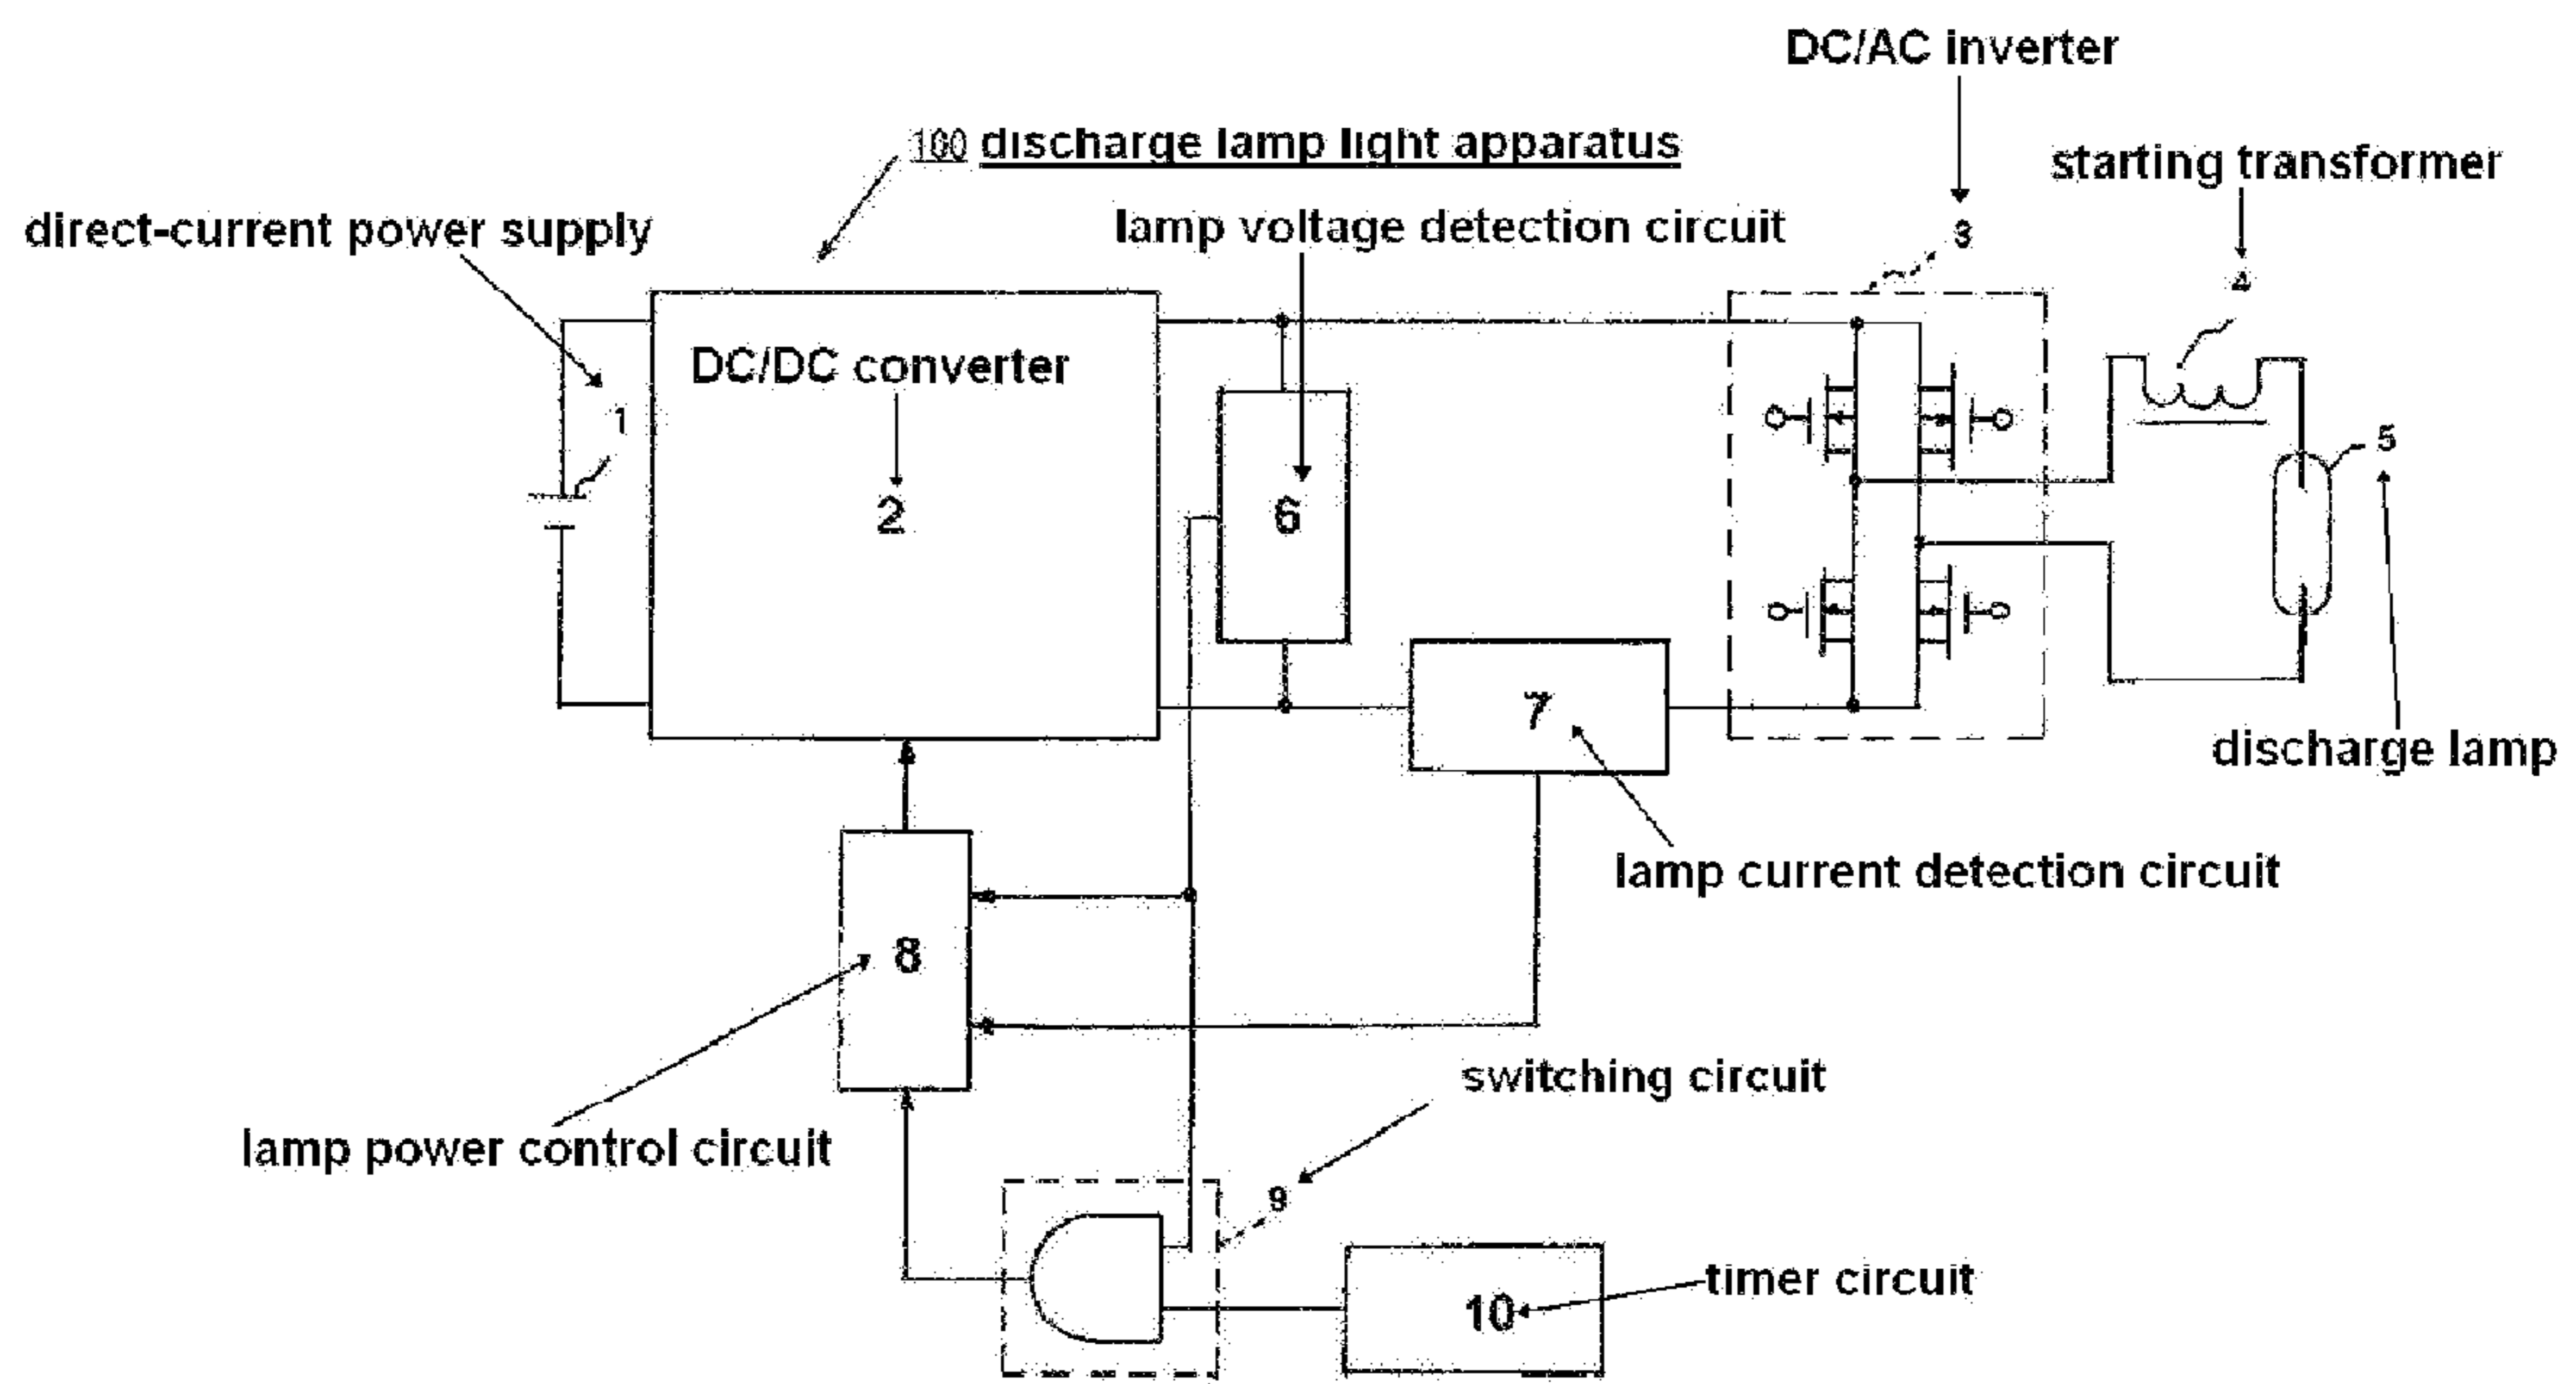 DC/AC inverter
100 discharge lamp light apparatus
starting transformer
direct-current power supply
lamp voltage detection circuit
3
4
DC/DC converter
1
5
2
6
7
discharge lamp
lamp current detection circuit
8
switching circuit
lamp power control circuit
9
timer circuit
10